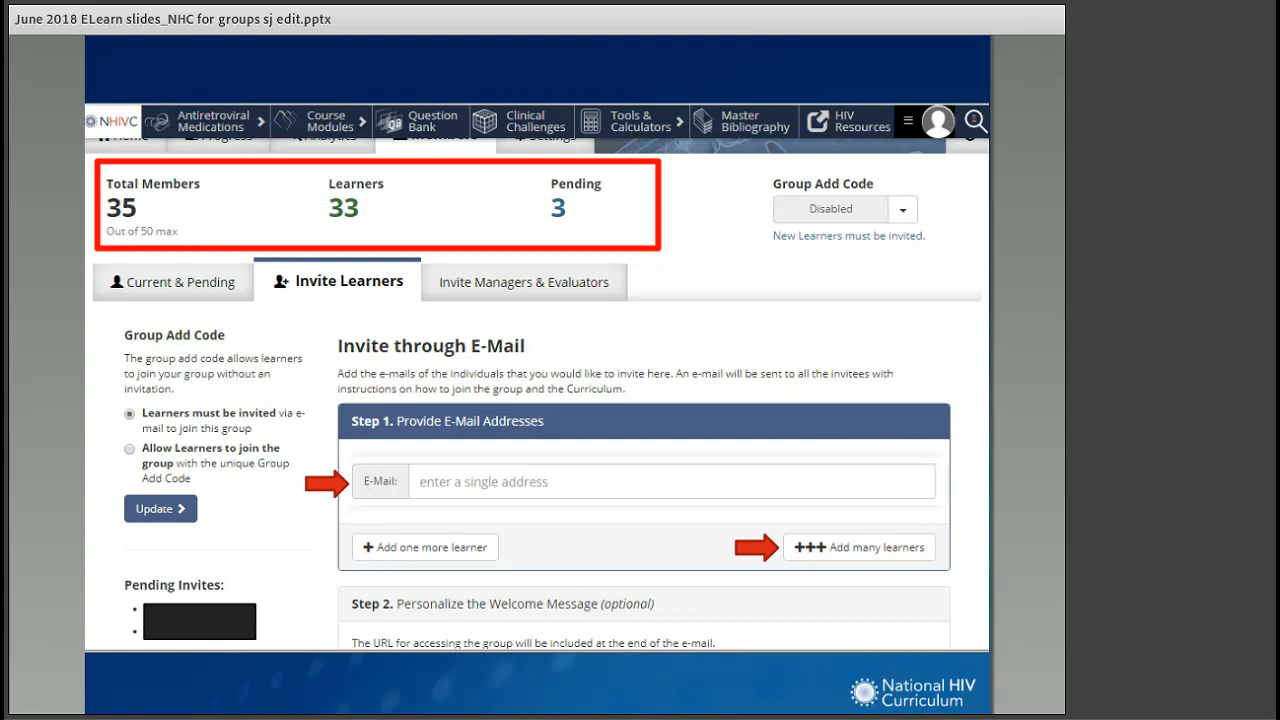 June 2018 ELearn slides_NHC for groups sj edit.pptx
NHIVC
Antiretroviral
Medications
Course
Modules
Question
Bank
Clinical
Challenges
Tools &
Calculators
Master
Bibliography
HIV
Resources
Total Members
35
Out of 50 max
Learners
33
Pending
3
Group Add Code
Disabled
New Learners must be invited.
Current & Pending
Invite Learners
Invite Managers & Evaluators
Group Add Code
The group add code allows learners
to join your group without an
invitation.
Learners must be invited via e-
mail to join this group
Allow Learners to join the
group with the unique Group
Add Code
Update
Pending Invites:
Invite through E-Mail
Add the e-mails of the individuals that you would like to invite here. An e-mail will be sent to all the invitees with
instructions on how to join the group and the Curriculum.
Step 1. Provide E-Mail Addresses
E-Mail: enter a single address
Add one more learner
Add many learners
Step 2. Personalize the Welcome Message (optional)
The URL for accessing the group will be included at the end of the e-mail.
National HIV
Curriculum